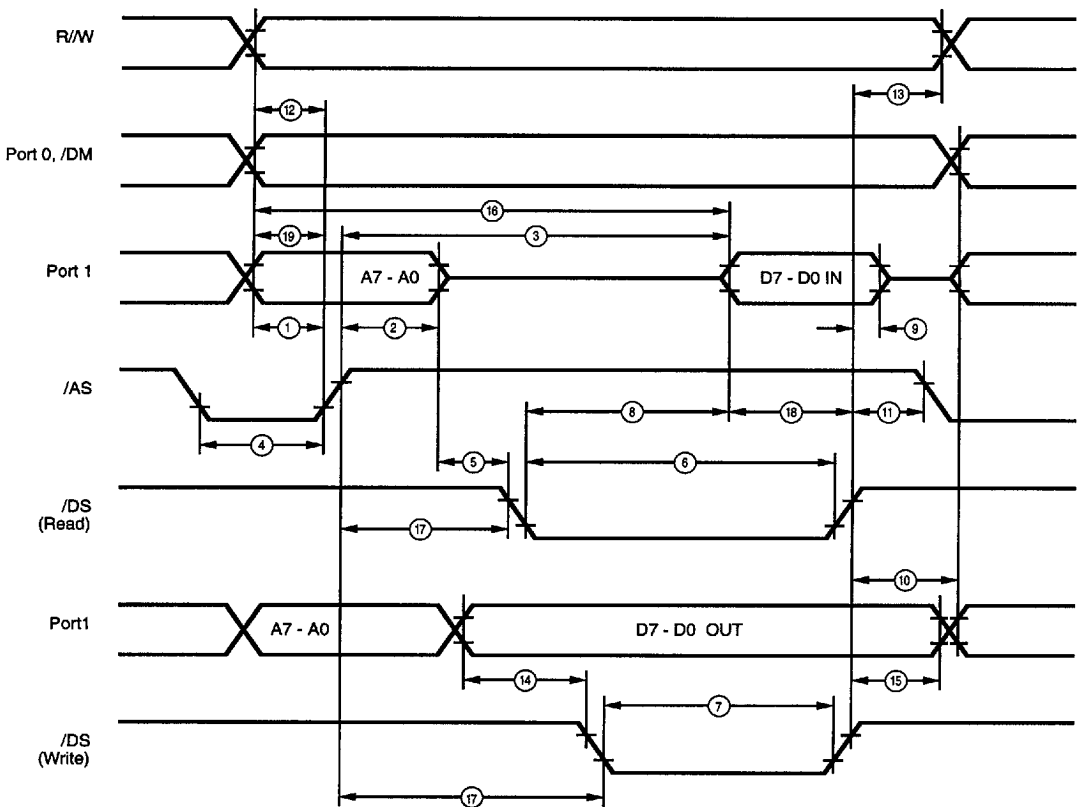 R//W
13
12
Port 0, /DM
16
19
3
Port 1
A7 - A0
D7 - D0 IN
1
2
9
/AS
8
18
11
4
5
6
/DS
(Read)
17
10
Port1
A7 - A0
D7 - D0 OUT
14
15
7
/DS
(Write)
17